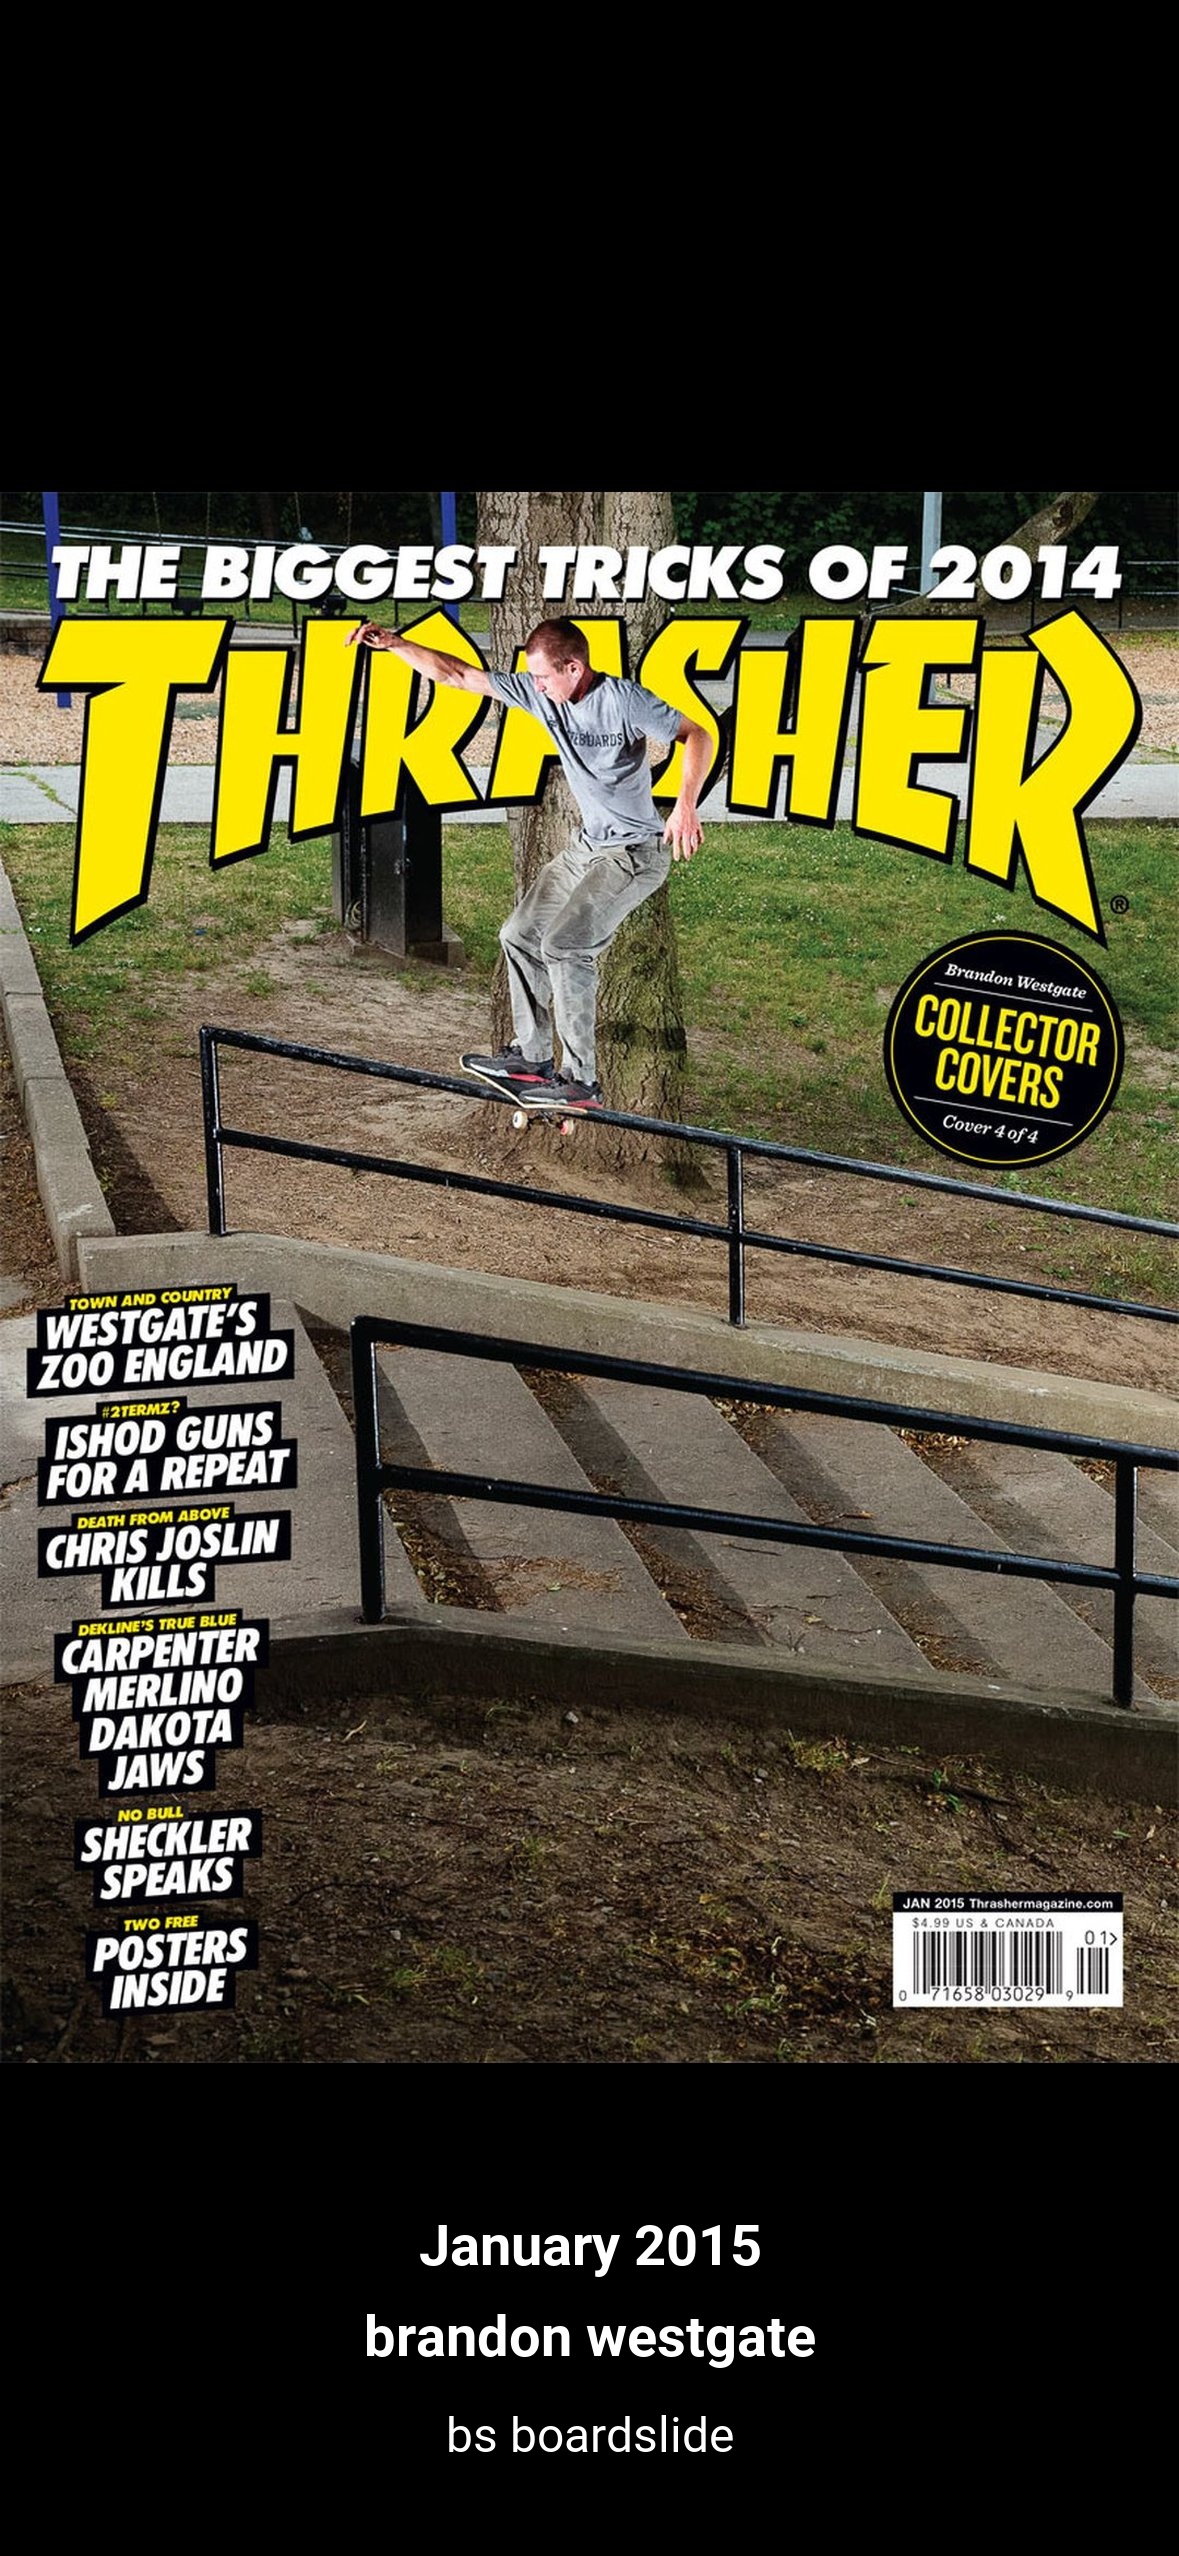 THE BIGGEST TRICKS OF 2014
THRASHER
®
Brandon Westgate
COLLECTOR
COVERS
Cover 4 of 4
TOWN AND COUNTRY
WESTGATE'S
ZOO ENGLAND
#2TERMZ?
ISHOD GUNS
FOR A REPEAT
DEATH FROM ABOVE
CHRIS JOSLIN
KILLS
DEKLINE'S TRUE BLUE
CARPENTER
MERLINO
DAKOTA
JAWS
NO BULL
SHECKLER
SPEAKS
TWO FREE
POSTERS
INSIDE
JAN 2015 Thrashermagazine.com
$4.99 US & CANADA
01>
0 71658 03029 9
January 2015
brandon westgate
bs boardslide